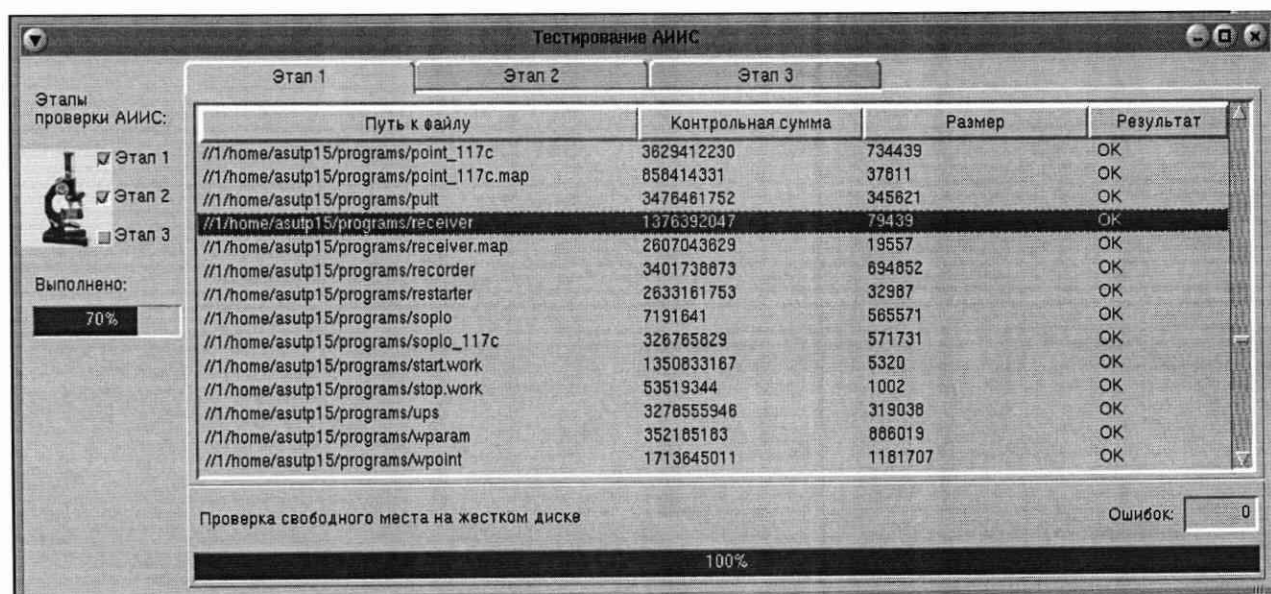 Тестирование АИИС
Этапы
проверки АИИС:
Этап 1
Этап 2
Этап 3
Выполнено:
70%
Этап 1 Этап 2 Этап 3
Путь к файлу Контрольная сумма Размер Результат
//1/home/asutp15/programs/point_117c 3629412230 734439 OK
//1/home/asutp15/programs/point_117c.map 858414331 37811 OK
//1/home/asutp15/programs/pult 3476461752 345621 OK
//1/home/asutp15/programs/receiver 1376392047 79439 OK
//1/home/asutp15/programs/receiver.map 2607043629 19557 OK
//1/home/asutp15/programs/recorder 3401738873 694852 OK
//1/home/asutp15/programs/restarter 2633161753 32987 OK
//1/home/asutp15/programs/soplo 7191641 565571 OK
//1/home/asutp15/programs/soplo_117c 326765829 571731 OK
//1/home/asutp15/programs/start.work 1350833167 5320 OK
//1/home/asutp15/programs/stop.work 53519344 1002 OK
//1/home/asutp15/programs/ups 3278555946 319038 OK
//1/home/asutp15/programs/wparam 352185183 886019 OK
//1/home/asutp15/programs/wpoint 1713645011 1181707 OK
Проверка свободного места на жестком диске Ошибок: 0
100%